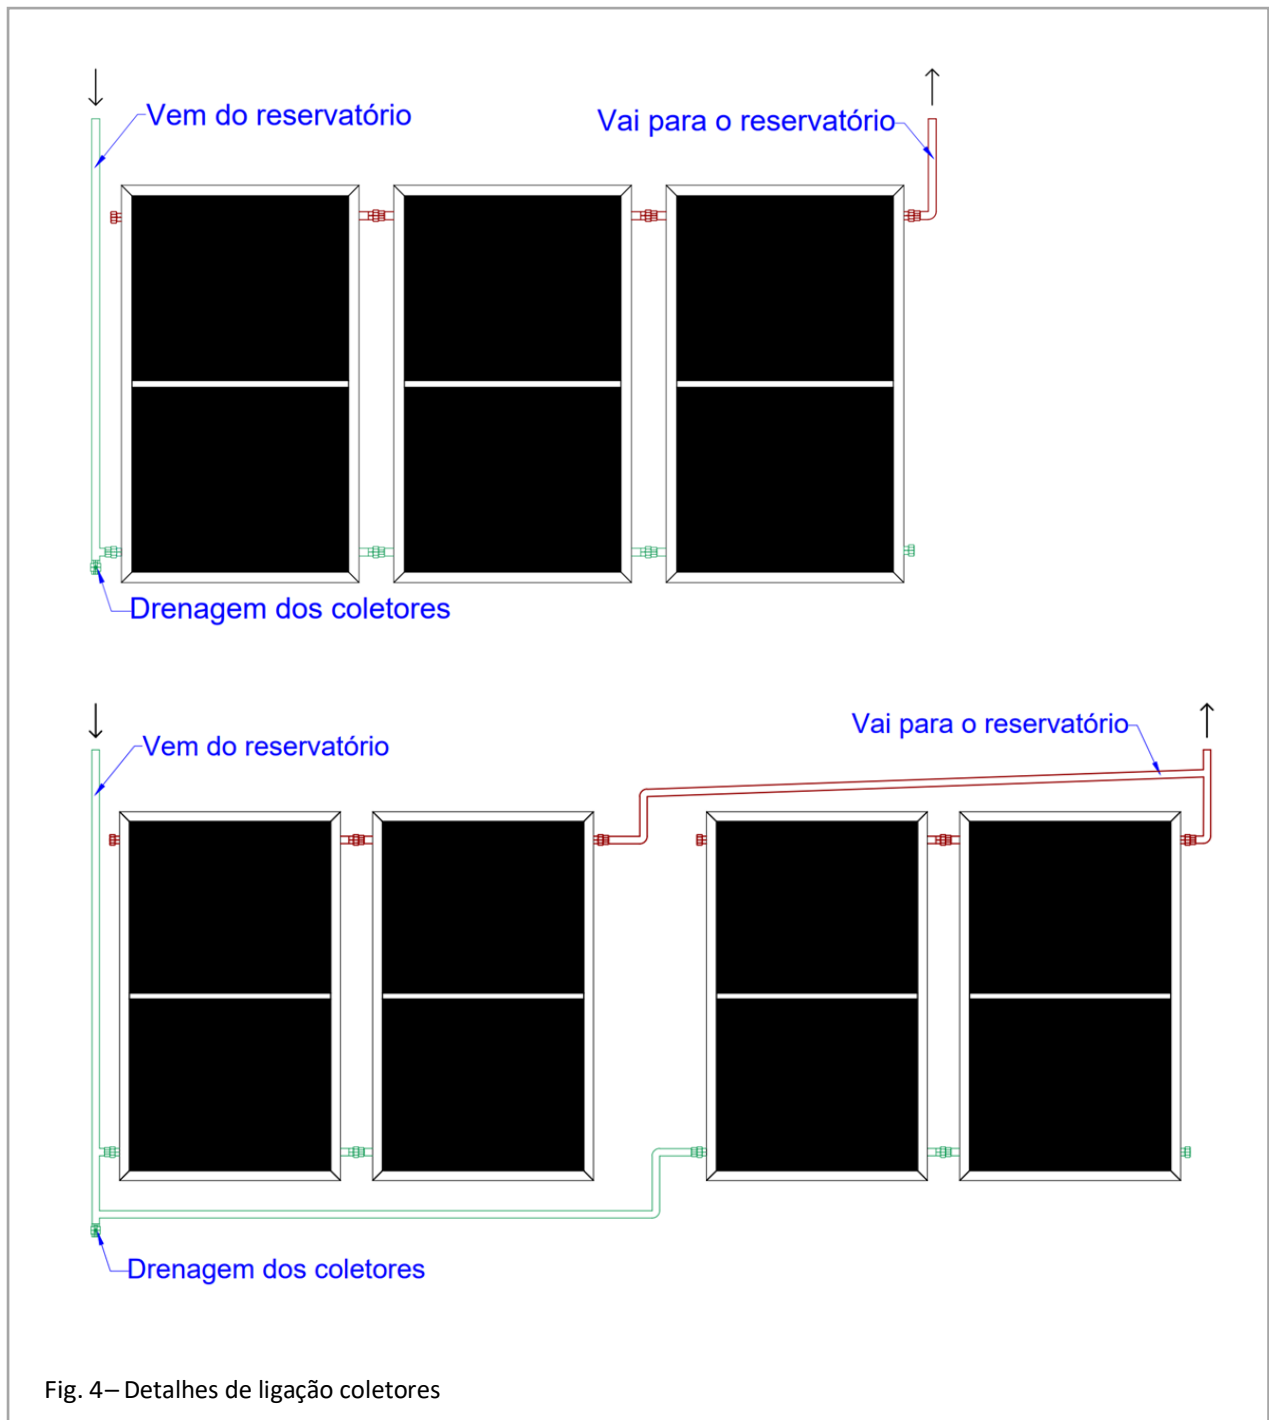 Vem do reservatório
Vai para o reservatório
Drenagem dos coletores
Vai para o reservatório
Vem do reservatório
Drenagem dos coletores
Fig. 4– Detalhes de ligação coletores